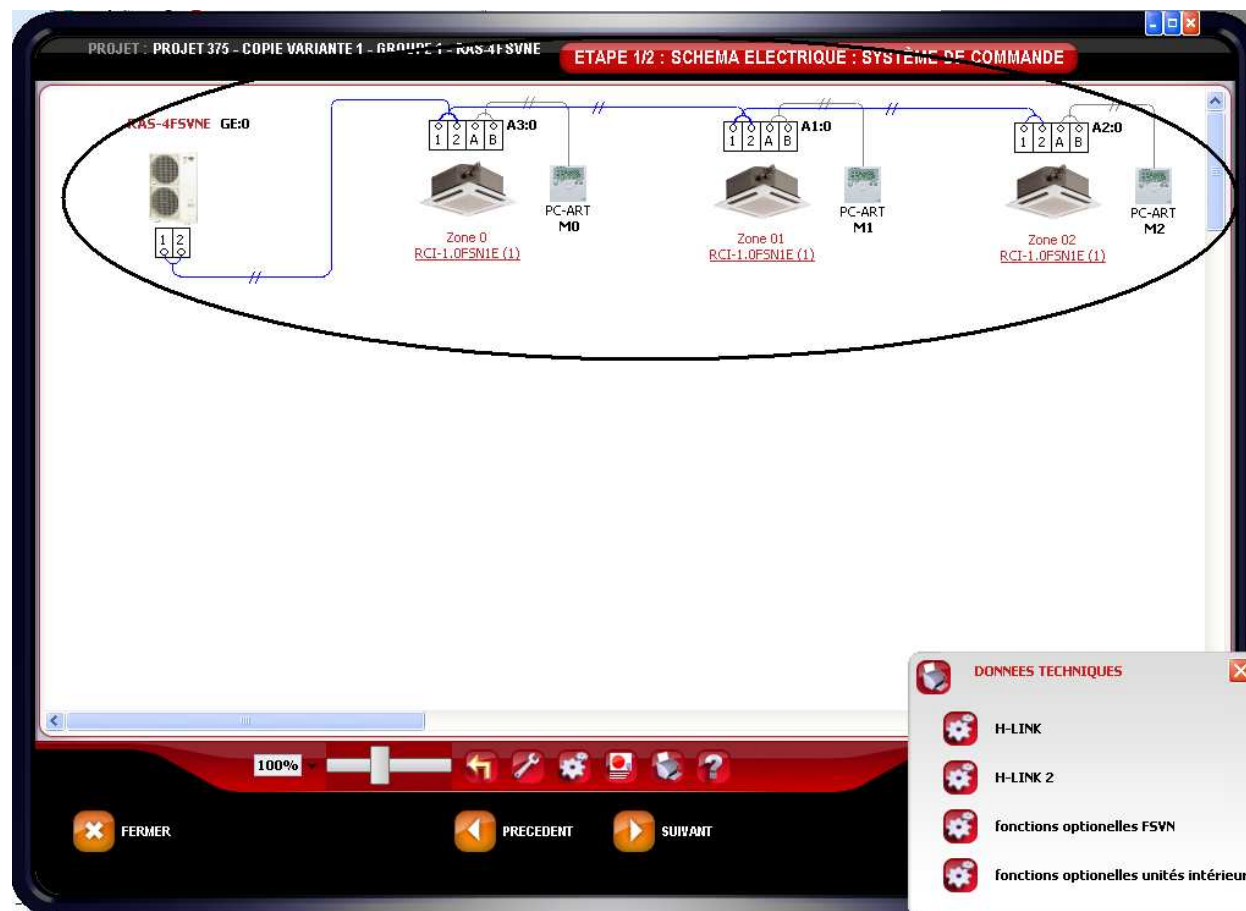 PROJET : PROJET 375 - COPIE VARIANTE 1 - GROUPE 1 - RAS-4FSVNE
ETAPE 1/2 : SCHEMA ELECTRIQUE : SYSTÈME DE COMMANDE
RAS-4FSVNE GE:0
1 2
1 2 A B A3:0
PC-ART
M0
Zone 0
RCI-1.0FSN1E (1)
1 2 A B A1:0
PC-ART
M1
Zone 01
RCI-1.0FSN1E (1)
1 2 A B A2:0
PC-ART
M2
Zone 02
RCI-1.0FSN1E (1)
DONNEES TECHNIQUES
H-LINK
H-LINK 2
fonctions optionelles FSVN
fonctions optionelles unités intérieur
100%
FERMER
PRECEDENT
SUIVANT